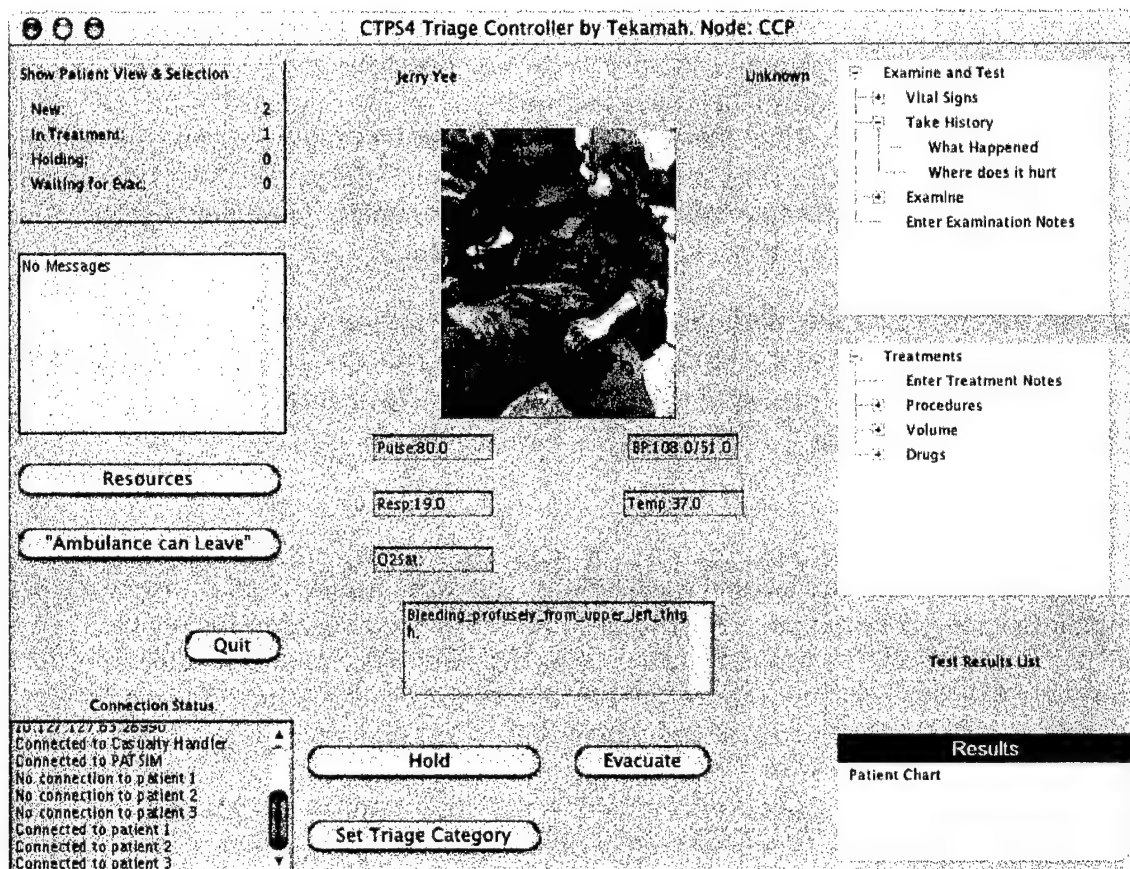 CTPS4 Triage Controller by Tekamah. Node: CCP
Show Patient View & Selection
New: 2
In Treatment: 1
Holding: 0
Waiting for Evac: 0
No Messages
Resources
"Ambulance can Leave"
Quit
Connection Status
10.127.127.65 26990
Connected to Casualty Handler
Connected to PATSIM
No connection to patient 1
No connection to patient 2
No connection to patient 3
Connected to patient 1
Connected to patient 2
Connected to patient 3
Jerry Yee
Unknown
Pulse:80.0
BP:108.0/51.0
Resp:19.0
Temp:37.0
O2Sat:
Bleeding_profusely_from_upper_left_thig
h.
Hold
Evacuate
Set Triage Category
Examine and Test
Vital Signs
Take History
What Happened
Where does it hurt
Examine
Enter Examination Notes
Treatments
Enter Treatment Notes
Procedures
Volume
Drugs
Test Results List
Results
Patient Chart